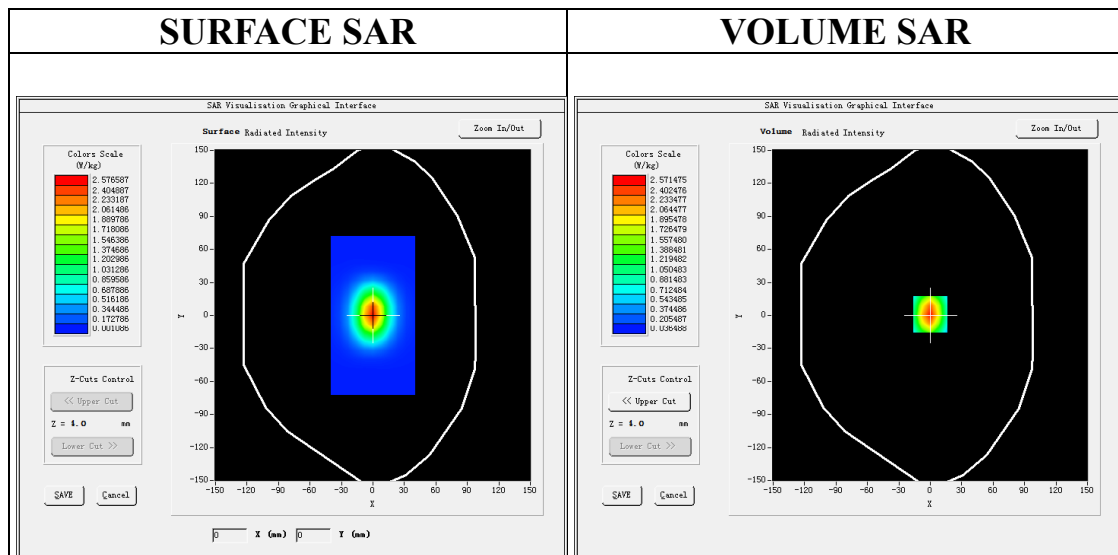 SURFACE SAR
SAR Visualisation Graphical Interface
Surface Radiated Intensity
Zoom In/Out
Colors Scale
(W/kg)
2.576587
2.404887
2.233187
2.061486
1.889786
1.718086
1.546386
1.374686
1.202986
1.031286
0.859586
0.687886
0.516186
0.344486
0.172786
0.001086
Z-Cuts Control
<< Upper Cut
Z = 4.0 mm
Lower Cut >>
SAVE Cancel
150
120
90
60
30
0
-30
-60
-90
-120
-150
Y
-150 -120 -90 -60 -30 0 30 60 90 120 150
X
0 X (mm) 0 Y (mm)
VOLUME SAR
SAR Visualisation Graphical Interface
Volume Radiated Intensity
Zoom In/Out
Colors Scale
(W/kg)
2.571475
2.402476
2.233477
2.064477
1.895478
1.726479
1.557480
1.388481
1.219482
1.050483
0.881483
0.712484
0.543485
0.374486
0.205487
0.036488
Z-Cuts Control
<< Upper Cut
Z = 4.0 mm
Lower Cut >>
SAVE Cancel
150
120
90
60
30
0
-30
-60
-90
-120
-150
Y
-150 -120 -90 -60 -30 0 30 60 90 120 150
X